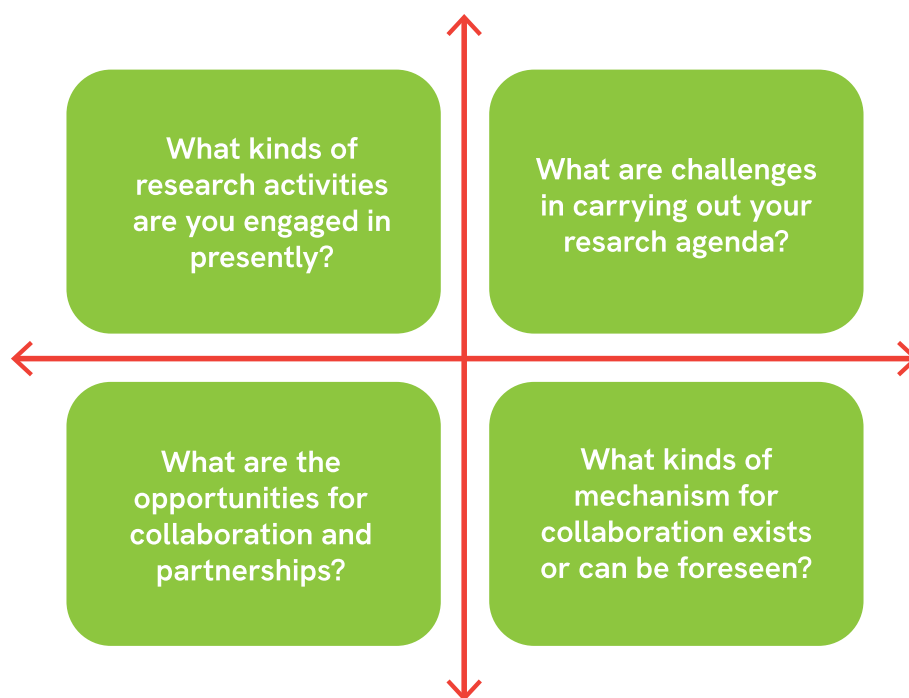 What kinds of
research activities
are you engaged in
presently?
What are challenges
in carrying out your
resarch agenda?
What are the
opportunities for
collaboration and
partnerships?
What kinds of
mechanism for
collaboration exists
or can be foreseen?